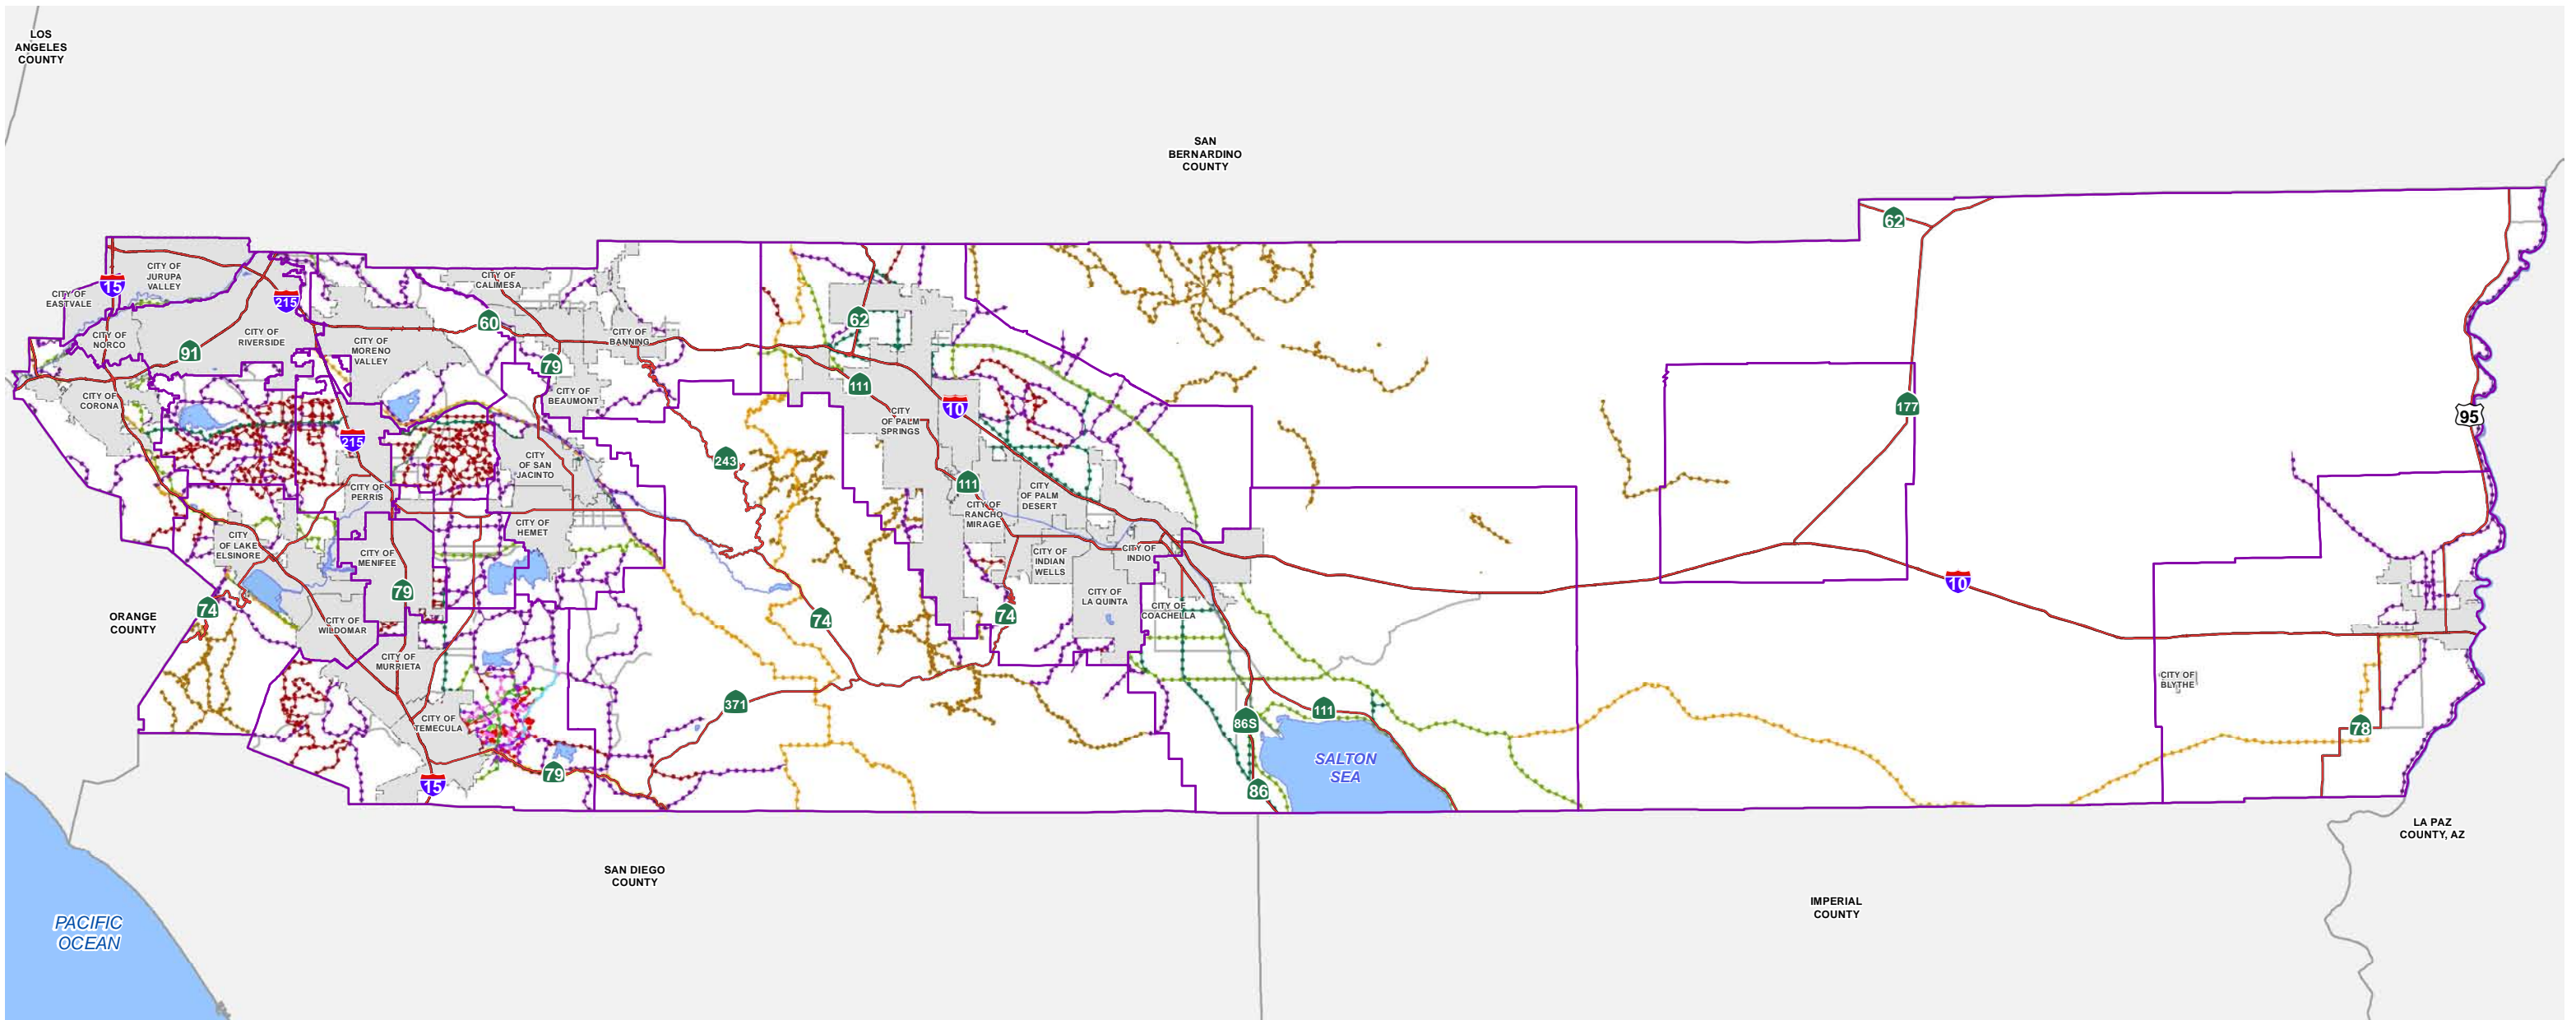 LOS
ANGELES
COUNTY
SAN
BERNARDINO
COUNTY
62
95
177
10
78
CITY OF
BLYTHE
LA PAZ
COUNTY, AZ
IMPERIAL
COUNTY
SAN DIEGO
COUNTY
ORANGE
COUNTY
PACIFIC
OCEAN
SALTON
SEA
CITY OF
JURUPA
VALLEY
CITY OF
EASTVALE
15
215
CITY OF
NORCO
CITY OF
RIVERSIDE
91
CITY OF
CORONA
CITY OF
MORENO
VALLEY
60
CITY OF
CALIMESA
CITY OF
BANNING
79
CITY OF
BEAUMONT
215
CITY OF
PERRIS
CITY
OF SAN
JACINTO
CITY OF
HEMET
CITY
OF LAKE
ELSINORE
CITY OF
MENIFEE
79
74
CITY OF
WILDOMAR
CITY OF
MURRIETA
CITY OF
TEMECULA
15
79
243
74
371
62
111
10
CITY
OF PALM
SPRINGS
111
CITY OF
RANCHO
MIRAGE
CITY
OF PALM
DESERT
CITY OF
INDIAN
WELLS
CITY OF
INDIO
74
CITY OF
LA QUINTA
CITY OF
COACHELLA
86S
111
86